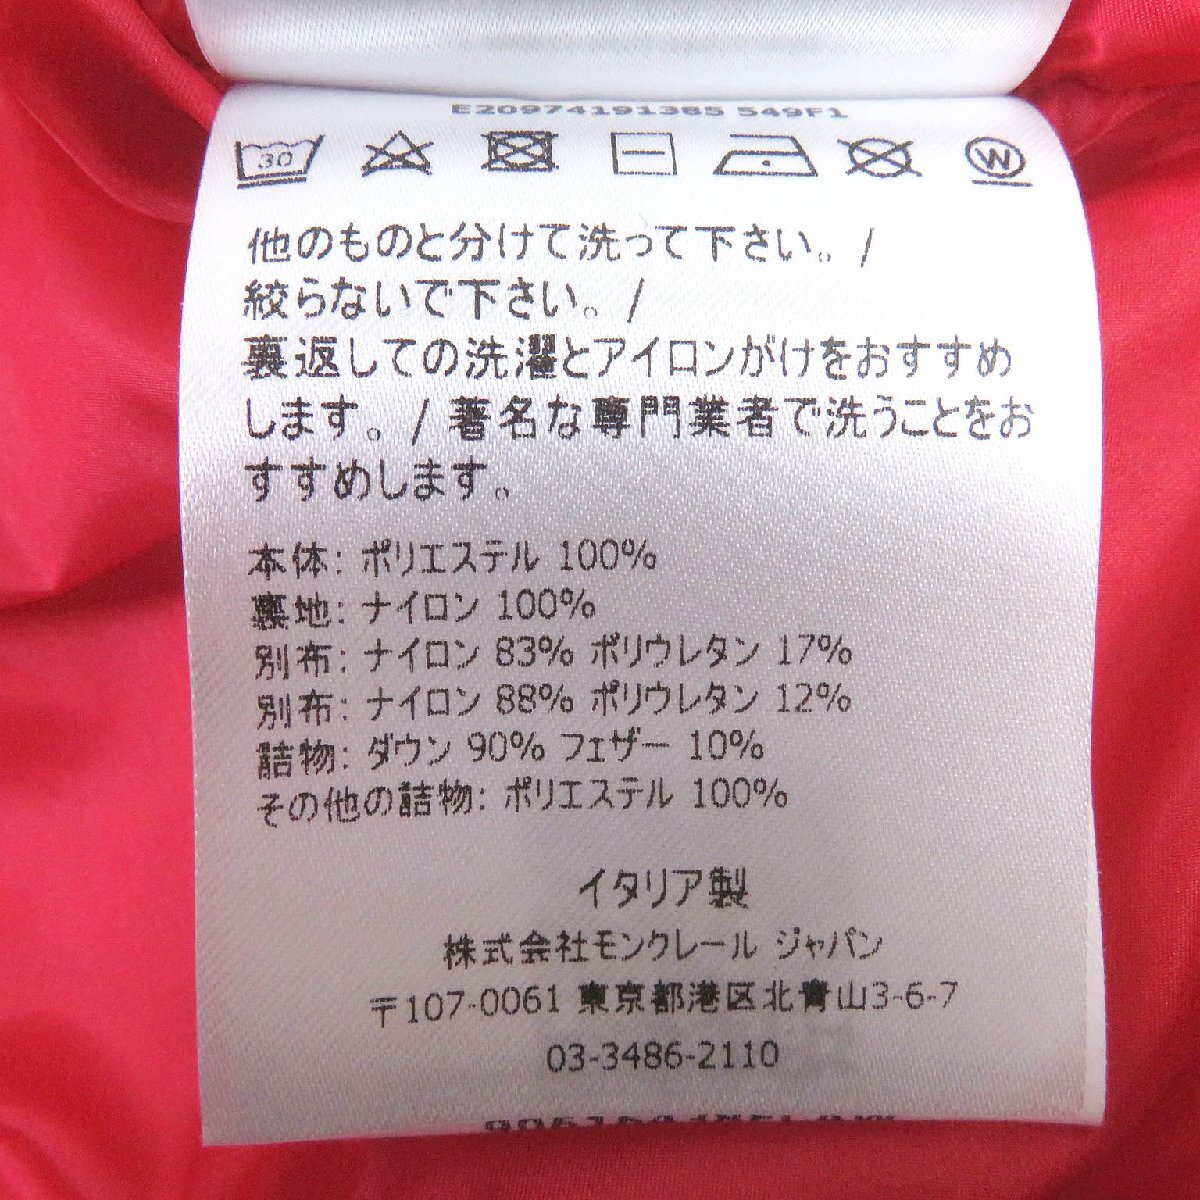 E20974191385 549F1
30
W
他のものと分けて洗って下さい。/
絞らないで下さい。/
裏返しての洗濯とアイロンがけをおすすめ
します。/ 著名な専門業者で洗うことをお
すすめします。
本体: ポリエステル 100%
裏地: ナイロン 100%
別布: ナイロン 83% ポリウレタン 17%
別布: ナイロン 88% ポリウレタン 12%
詰物: ダウン 90% フェザー 10%
その他の詰物: ポリエステル 100%
イタリア製
株式会社モンクレール ジャパン
〒107-0061 東京都港区北青山3-6-7
03-3486-2110